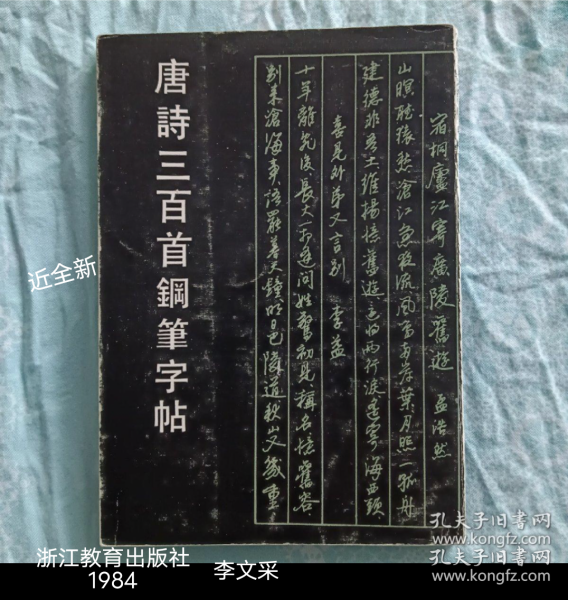 唐詩三百首鋼筆字帖
宿桐廬江寄廣陵舊遊 孟浩然
山暝聽猿愁滄江急夜流風鳴兩岸葉月照一孤舟
建德非吾土維揚憶舊遊還將兩行淚遙寄海西頭
喜見外弟又言別 李益
十年離亂後長大一相逢問姓驚初見稱名憶舊容
別來滄海事語罷暮天鐘明日巴陵道秋山又幾重
近全新
浙江教育出版社
1984
李文采
孔夫子旧书网
www.kongfz.com
孔夫子旧书网
www.kongfz.com